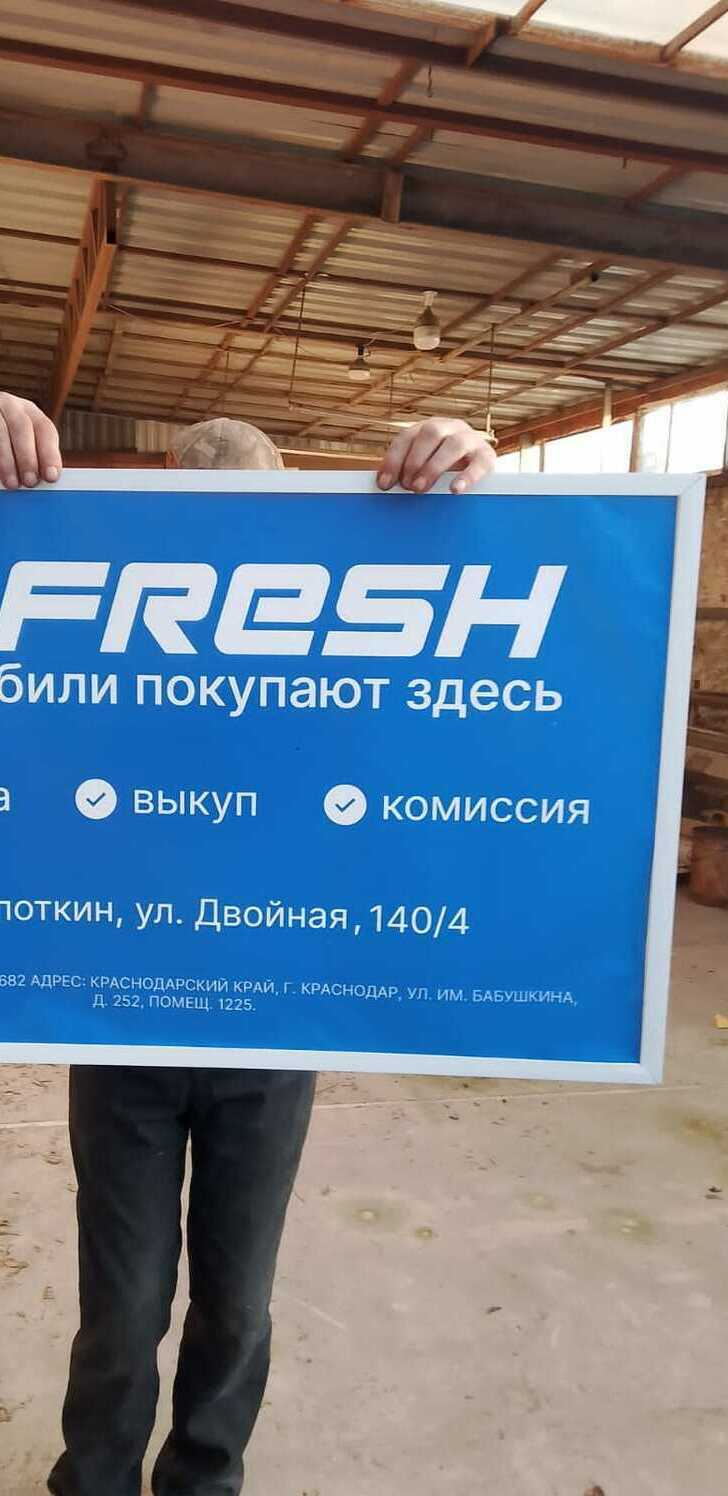 FRESH
били покупают здесь
а выкуп комиссия
поткин, ул. Двойная, 140/4
682 АДРЕС: КРАСНОДАРСКИЙ КРАЙ, Г. КРАСНОДАР, УЛ. ИМ. БАБУШКИНА,
Д. 252, ПОМЕЩ. 1225.